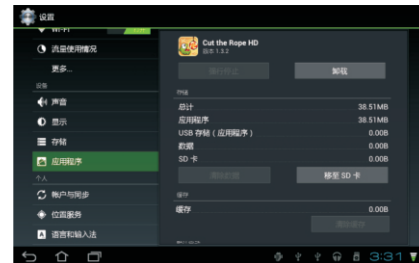 设置
Wi-Fi
流量使用情况
更多...
设备
声音
显示
存储
应用程序
个人
帐户与同步
位置服务
语言和输入法
Cut the Rope HD
版本 1.3.2
强行停止
卸载
存储
总计 38.51MB
应用程序 38.51MB
USB 存储（应用程序） 0.00B
数据 0.00B
SD 卡 0.00B
清除数据
移至 SD 卡
缓存
缓存 0.00B
清除缓存
3:31